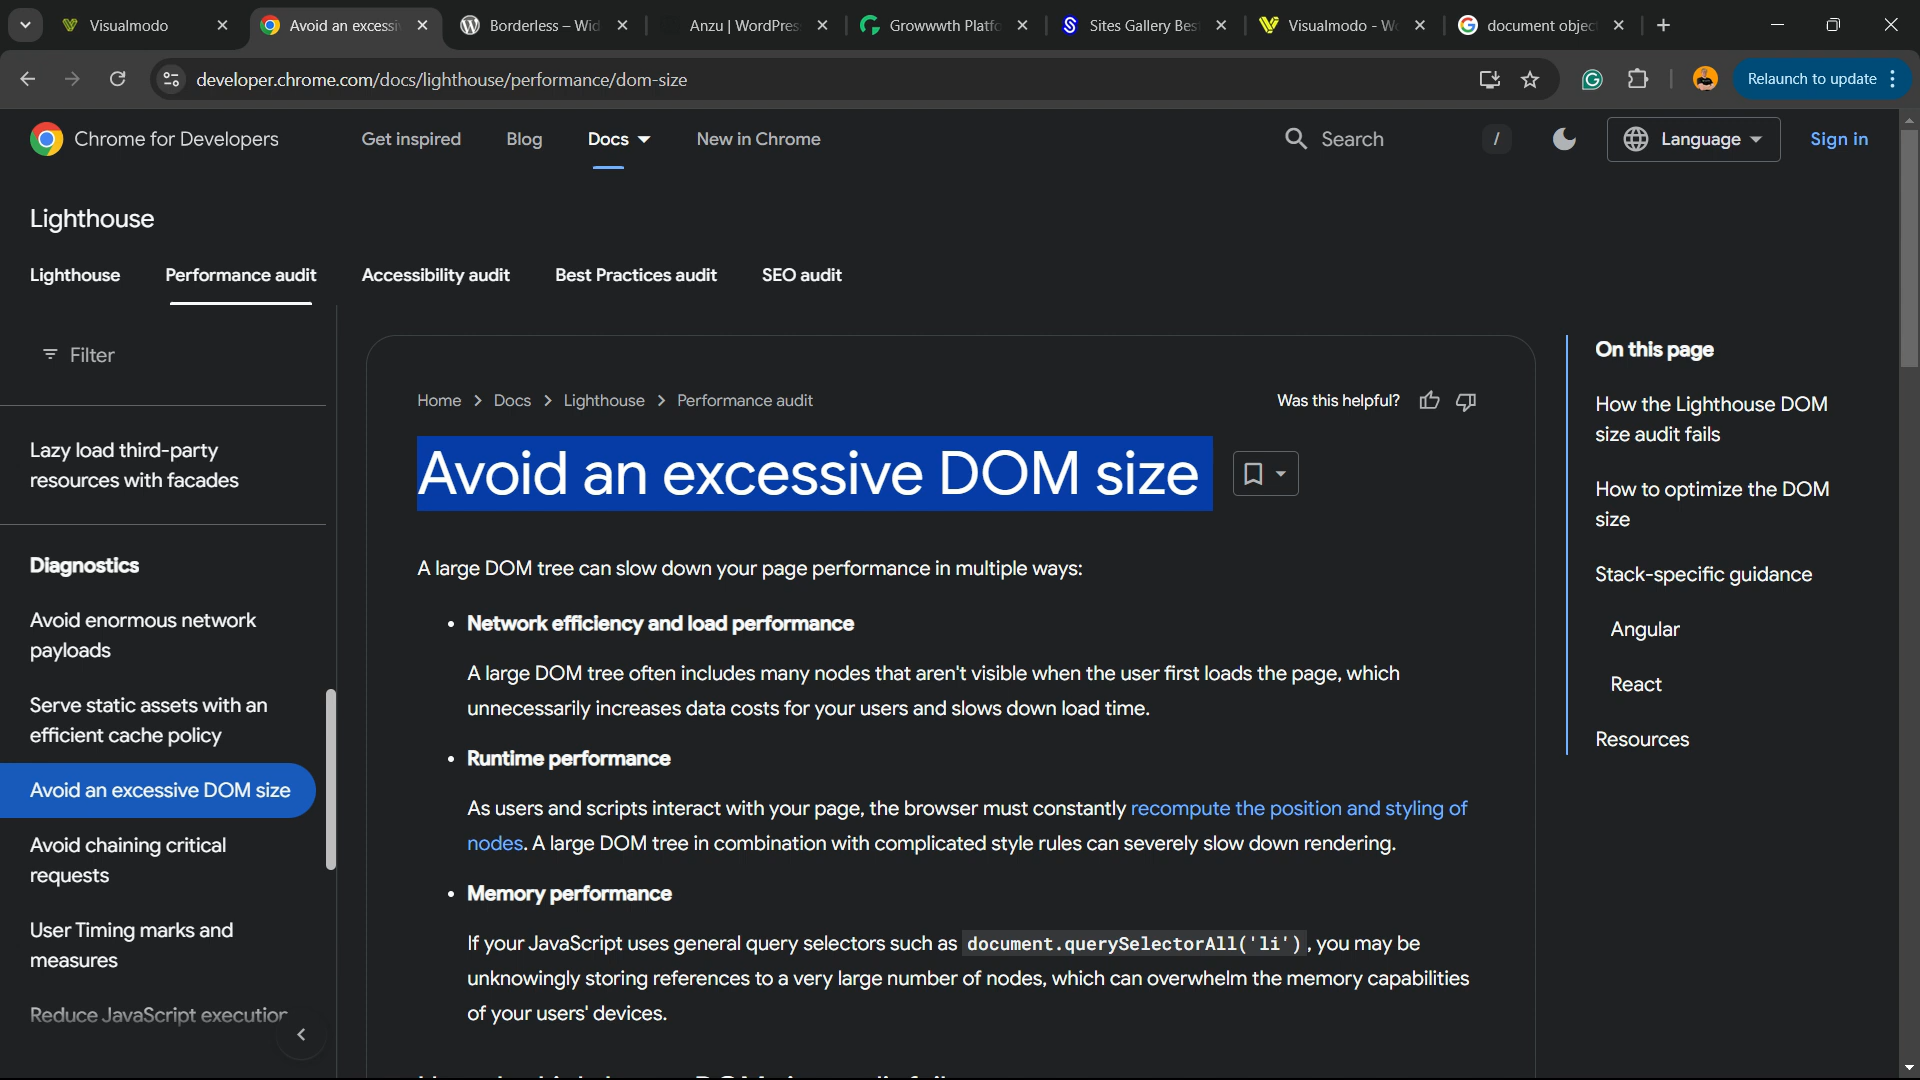 Visualmodo
Avoid an excessiv
Borderless – Wid
Anzu | WordPres
Growwwth Platfo
Sites Gallery Bes
Visualmodo - Wo
document objec
developer.chrome.com/docs/lighthouse/performance/dom-size
Relaunch to update
Chrome for Developers
Get inspired
Blog
Docs
New in Chrome
Search
/
Language
Sign in
Lighthouse
Lighthouse
Performance audit
Accessibility audit
Best Practices audit
SEO audit
Filter
Lazy load third-party
resources with facades
Diagnostics
Avoid enormous network
payloads
Serve static assets with an
efficient cache policy
Avoid an excessive DOM size
Avoid chaining critical
requests
User Timing marks and
measures
Reduce JavaScript execution
Home > Docs > Lighthouse > Performance audit
Was this helpful?
Avoid an excessive DOM size
A large DOM tree can slow down your page performance in multiple ways:
• Network efficiency and load performance
A large DOM tree often includes many nodes that aren't visible when the user first loads the page, which
unnecessarily increases data costs for your users and slows down load time.
• Runtime performance
As users and scripts interact with your page, the browser must constantly recompute the position and styling of
nodes. A large DOM tree in combination with complicated style rules can severely slow down rendering.
• Memory performance
If your JavaScript uses general query selectors such as document.querySelectorAll('li'), you may be
unknowingly storing references to a very large number of nodes, which can overwhelm the memory capabilities
of your users' devices.
On this page
How the Lighthouse DOM
size audit fails
How to optimize the DOM
size
Stack-specific guidance
Angular
React
Resources